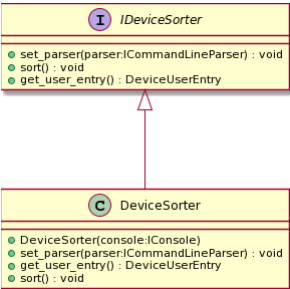 I IDeviceSorter
set_parser(parser:ICommandLineParser) : void
sort() : void
get_user_entry() : DeviceUserEntry
C DeviceSorter
DeviceSorter(console:IConsole)
set_parser(parser:ICommandLineParser) : void
get_user_entry() : DeviceUserEntry
sort() : void